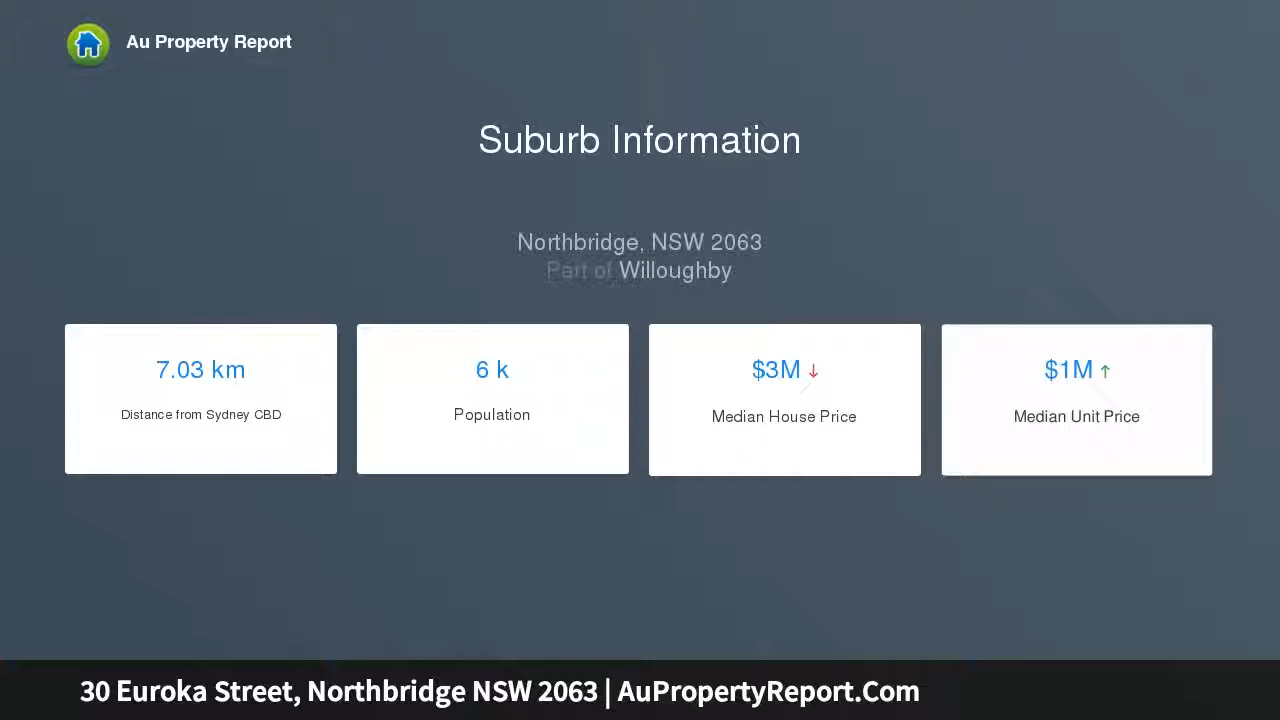 Au Property Report
Suburb Information
Northbridge, NSW 2063
Part of Willoughby
7.03 km
Distance from Sydney CBD
6 k
Population
$3M ↓
Median House Price
$1M ↑
Median Unit Price
30 Euroka Street, Northbridge NSW 2063 | AuPropertyReport.Com